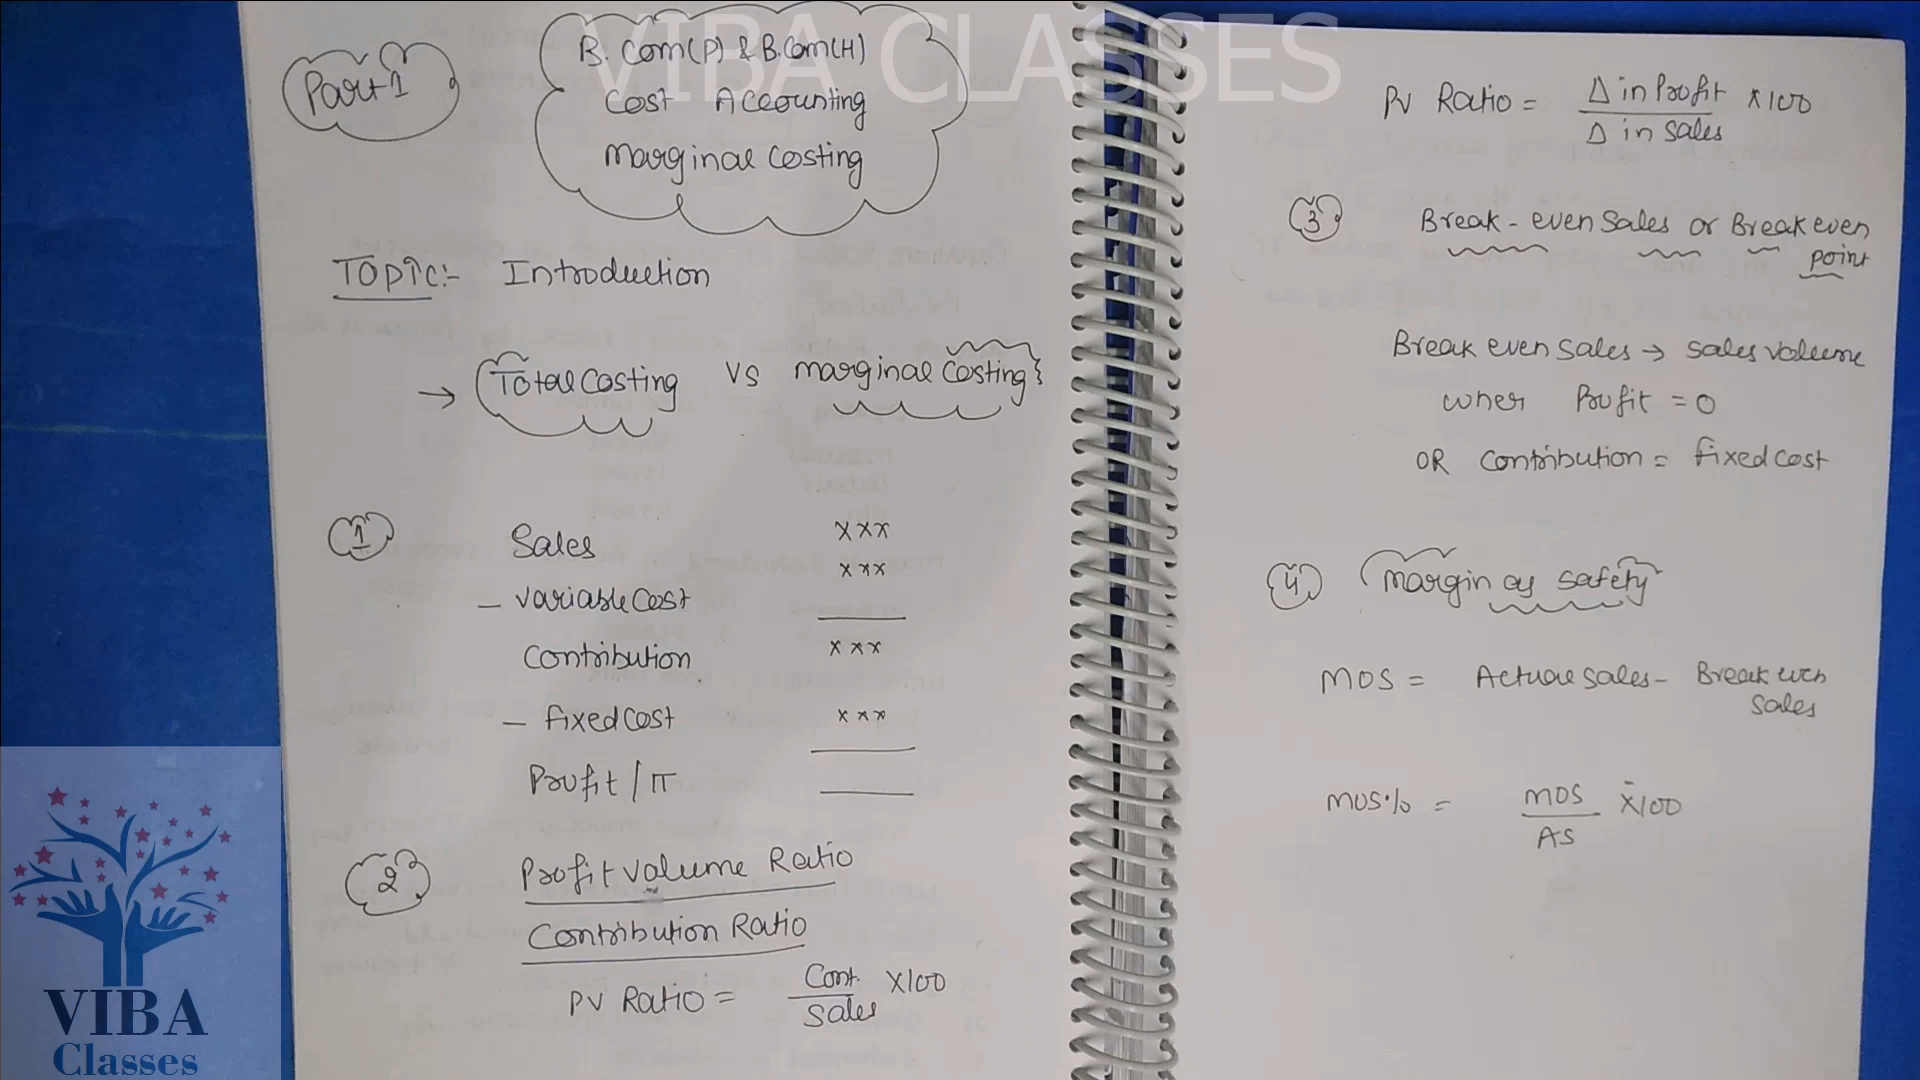 VIBA CLASSES
Part 1
B. Com(P) & B.Com(H)
Cost Accounting
Marginal Costing
TOPIC:- Introduction
→ Total Costing VS marginal Costing
1 Sales xxx
- Variable Cost xxx
Contribution xxx
- Fixed Cost xxx
Profit / π
2 Profit Volume Ratio
Contribution Ratio
PV Ratio = Cont. / Sales x100
PV Ratio = Δ in Profit / Δ in Sales x100
3 Break-even Sales or Break even
point
Break even Sales → Sales Volume
when Profit = 0
OR Contribution = Fixed Cost
4 Margin of Safety
MOS = Actual Sales - Break even
Sales
MOS% = MOS / AS x100
VIBA
Classes